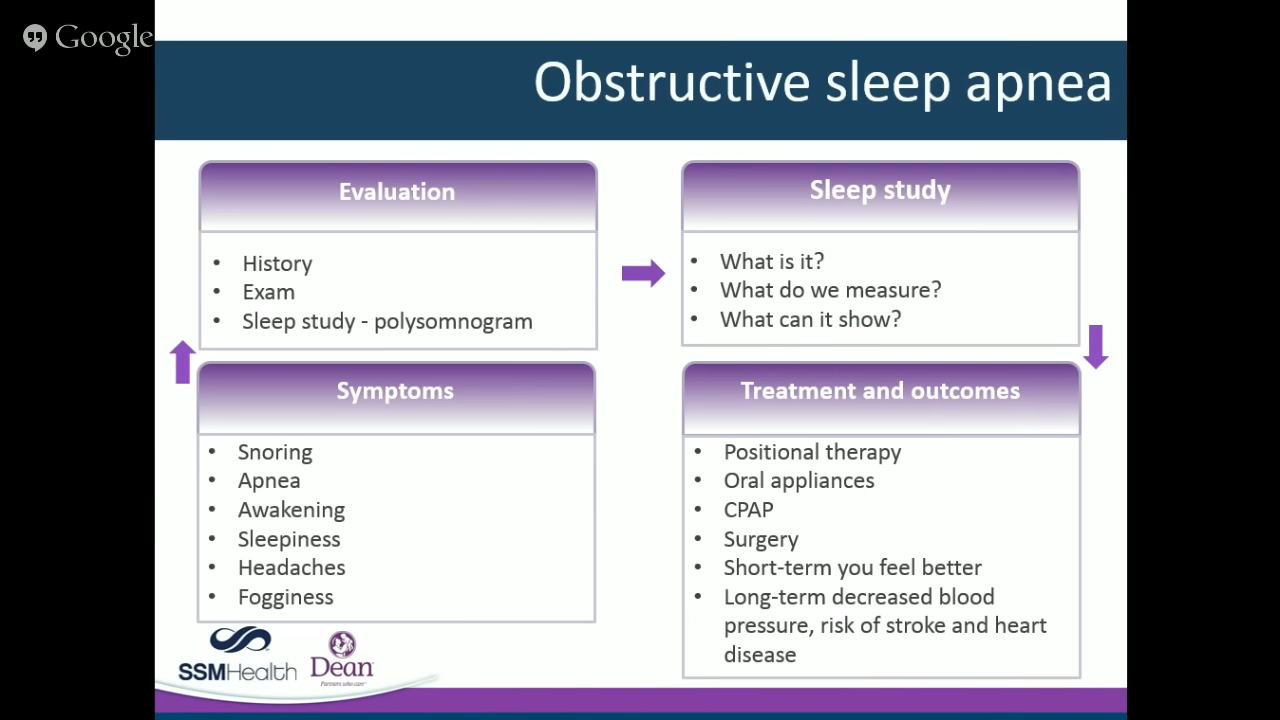 Google
Obstructive sleep apnea
Evaluation
• History
• Exam
• Sleep study - polysomnogram
Sleep study
• What is it?
• What do we measure?
• What can it show?
Symptoms
• Snoring
• Apnea
• Awakening
• Sleepiness
• Headaches
• Fogginess
Treatment and outcomes
• Positional therapy
• Oral appliances
• CPAP
• Surgery
• Short-term you feel better
• Long-term decreased blood
pressure, risk of stroke and heart
disease
SSMHealth
Dean
Partners who care